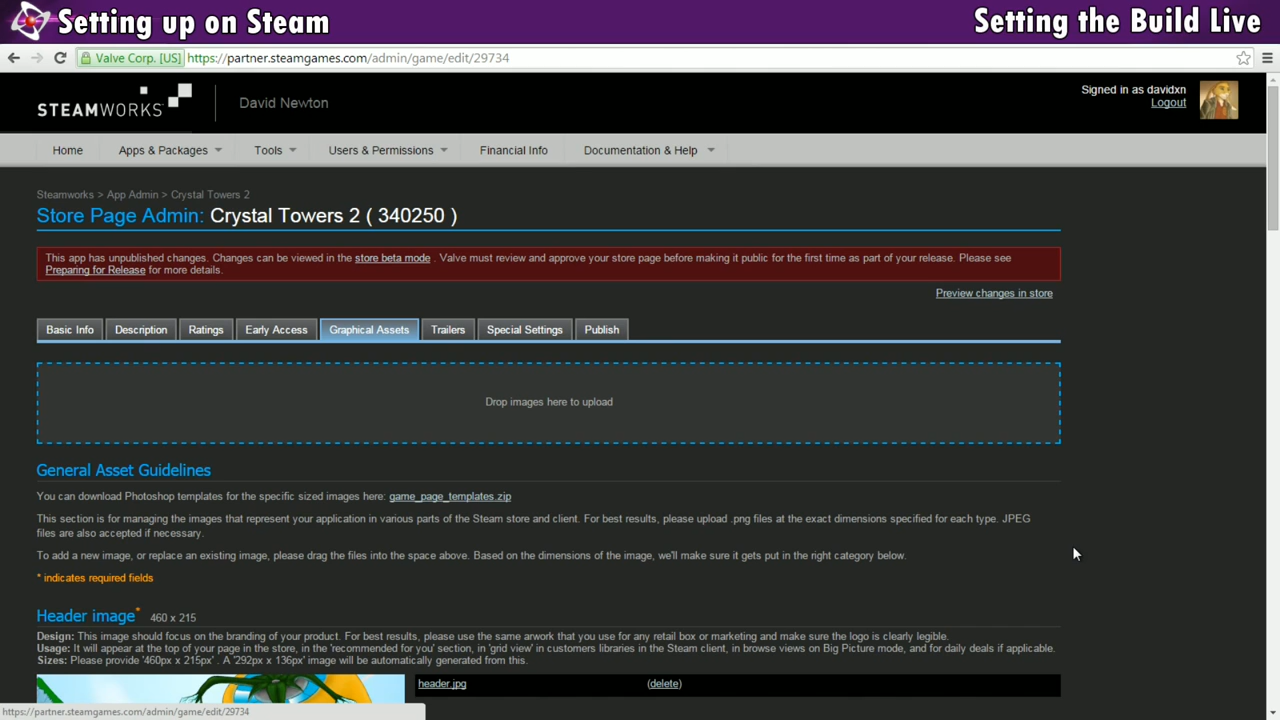 Setting up on Steam
Setting the Build Live
Valve Corp. [US] https://partner.steamgames.com/admin/game/edit/29734
STEAMWORKS
David Newton
Signed in as davidxn
Logout
Home Apps & Packages Tools Users & Permissions Financial Info Documentation & Help
Steamworks > App Admin > Crystal Towers 2
Store Page Admin: Crystal Towers 2 ( 340250 )
This app has unpublished changes. Changes can be viewed in the store beta mode . Valve must review and approve your store page before making it public for the first time as part of your release. Please see
Preparing for Release for more details.
Preview changes in store
Basic Info Description Ratings Early Access Graphical Assets Trailers Special Settings Publish
Drop images here to upload
General Asset Guidelines
You can download Photoshop templates for the specific sized images here: game_page_templates.zip
This section is for managing the images that represent your application in various parts of the Steam store and client. For best results, please upload .png files at the exact dimensions specified for each type. JPEG
files are also accepted if necessary.
To add a new image, or replace an existing image, please drag the files into the space above. Based on the dimensions of the image, we'll make sure it gets put in the right category below.
* indicates required fields
Header image* 460 x 215
Design: This image should focus on the branding of your product. For best results, please use the same arwork that you use for any retail box or marketing and make sure the logo is clearly legible.
Usage: It will appear at the top of your page in the store, in the 'recommended for you' section, in 'grid view' in customers libraries in the Steam client, in browse views on Big Picture mode, and for daily deals if applicable.
Sizes: Please provide '460px x 215px' . A '292px x 136px' image will be automatically generated from this.
header.jpg (delete)
https://partner.steamgames.com/admin/game/edit/29734